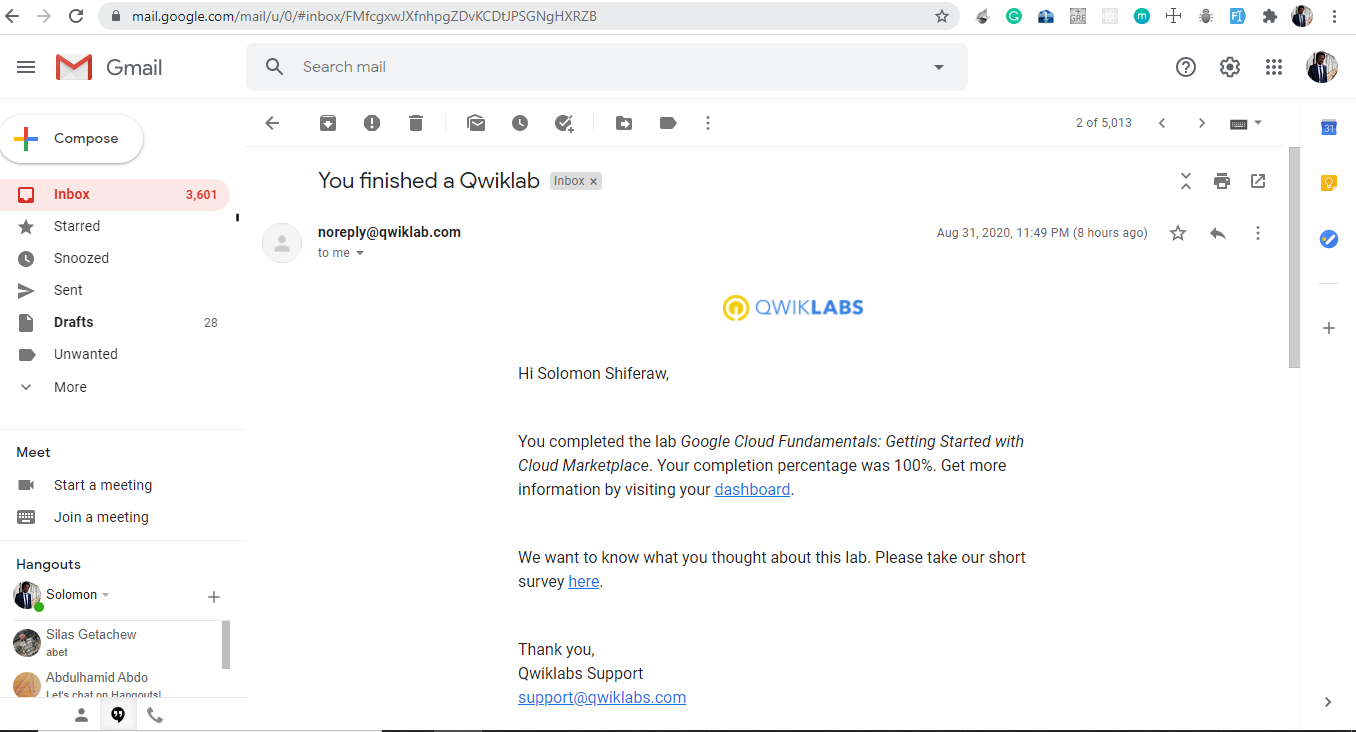 mail.google.com/mail/u/0/#inbox/FMfcgxwJXfnhpgZDvKCDtJPSGNgHXRZB
GRE
m
Gmail
Search mail
Compose
2 of 5,013
31
You finished a Qwiklab Inbox x
Inbox 3,601
Starred
Snoozed
Sent
Drafts 28
Unwanted
More
noreply@qwiklab.com
Aug 31, 2020, 11:49 PM (8 hours ago)
to me
QWIKLABS
Hi Solomon Shiferaw,
You completed the lab Google Cloud Fundamentals: Getting Started with
Cloud Marketplace. Your completion percentage was 100%. Get more
information by visiting your dashboard.
We want to know what you thought about this lab. Please take our short
survey here.
Thank you,
Qwiklabs Support
support@qwiklabs.com
Meet
Start a meeting
Join a meeting
Hangouts
Solomon
Silas Getachew
abet
Abdulhamid Abdo
Let's chat on Hangouts!